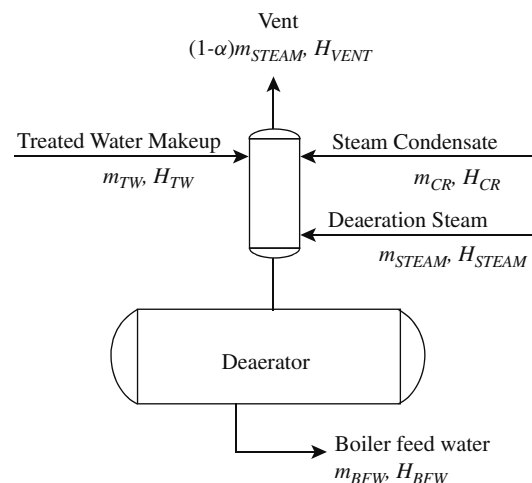 Vent
(1-α)m_STEAM, H_VENT
Treated Water Makeup
m_TW, H_TW
Steam Condensate
m_CR, H_CR
Deaeration Steam
m_STEAM, H_STEAM
Deaerator
Boiler feed water
m_BFW, H_BFW